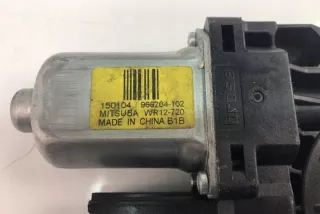 150104 966264-102
MITSUBA WR12-720
MADE IN CHINA B1B